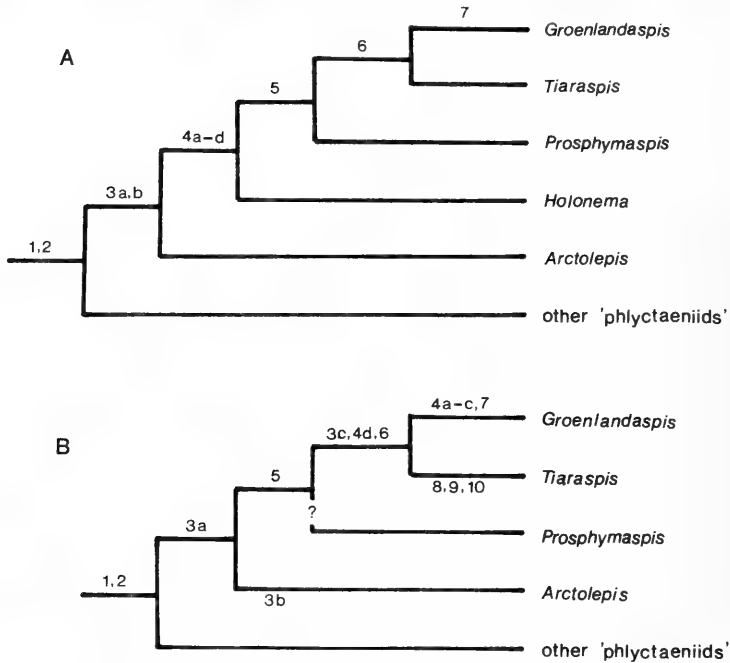 A
7
Groenlandaspis
6
Tiaraspis
5
Prosphymaspis
4a-d
Holonema
3a,b
Arctolepis
1,2
other 'phlyctaeniids'
B
4a-c,7
Groenlandaspis
3c,4d,6
Tiaraspis
8,9,10
5
?
Prosphymaspis
3a
Arctolepis
3b
1,2
other 'phlyctaeniids'